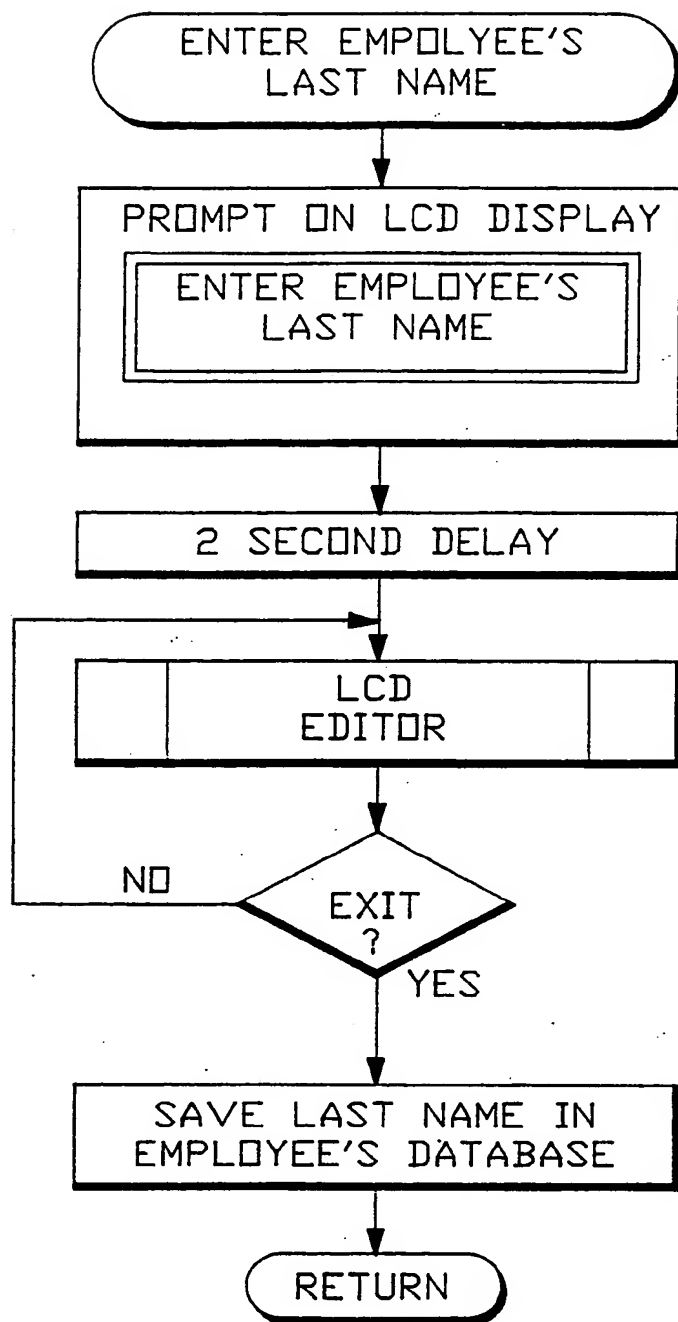 ENTER EMPOLYEE'S
LAST NAME
PROMPT ON LCD DISPLAY
ENTER EMPLOYEE'S
LAST NAME
2 SECOND DELAY
LCD
EDITOR
NO
EXIT
?
YES
SAVE LAST NAME IN
EMPLOYEE'S DATABASE
RETURN